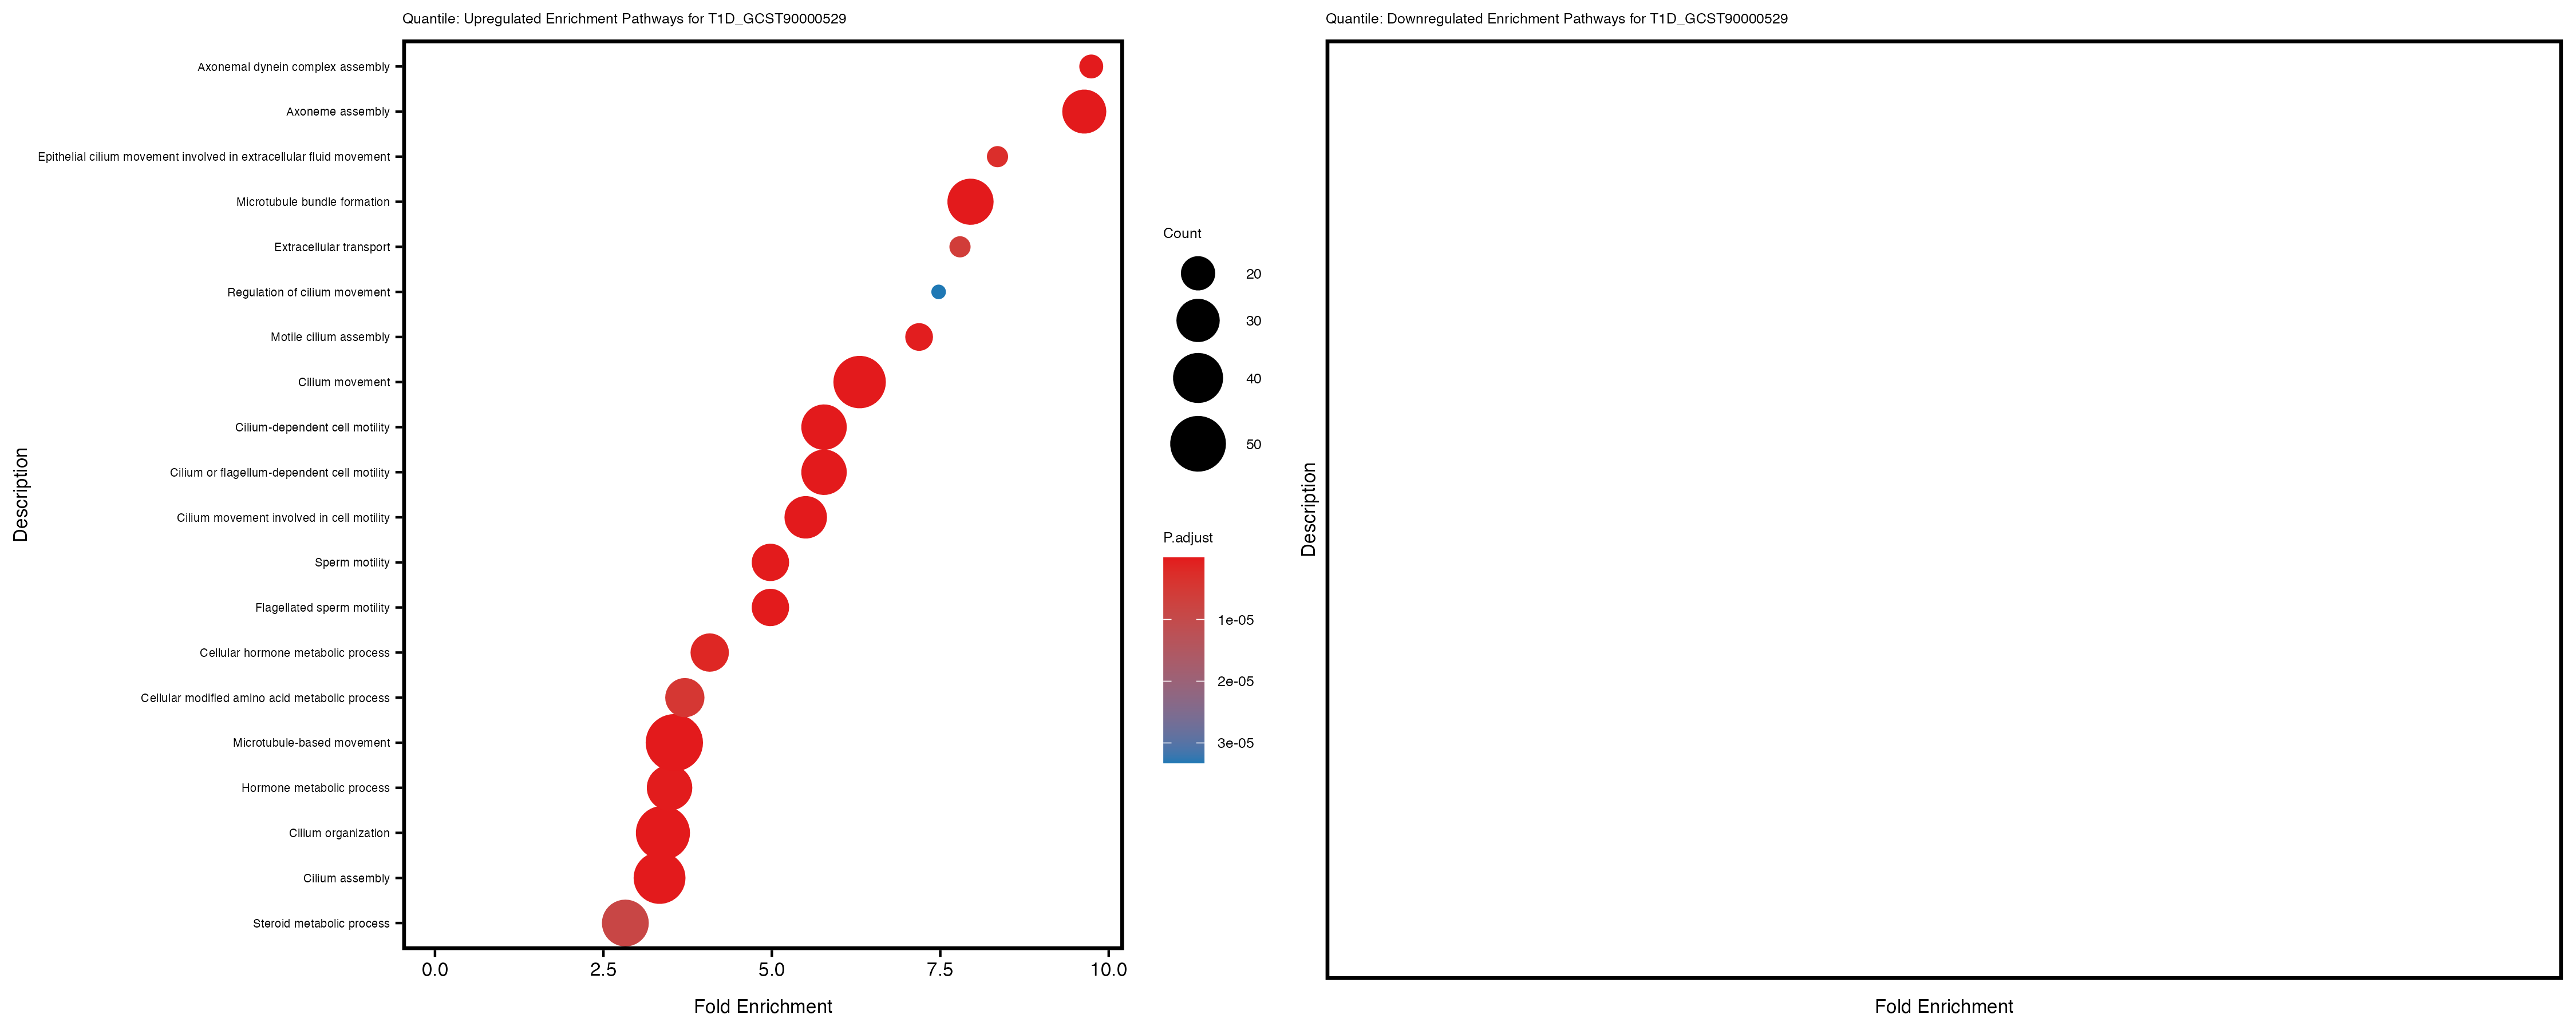 Quantile: Upregulated Enrichment Pathways for T1D_GCST90000529
Description
Axonemal dynein complex assembly
Axoneme assembly
Epithelial cilium movement involved in extracellular fluid movement
Microtubule bundle formation
Extracellular transport
Regulation of cilium movement
Motile cilium assembly
Cilium movement
Cilium-dependent cell motility
Cilium or flagellum-dependent cell motility
Cilium movement involved in cell motility
Sperm motility
Flagellated sperm motility
Cellular hormone metabolic process
Cellular modified amino acid metabolic process
Microtubule-based movement
Hormone metabolic process
Cilium organization
Cilium assembly
Steroid metabolic process
0.0 2.5 5.0 7.5 10.0
Fold Enrichment
Count
20
30
40
50
P.adjust
1e-05
2e-05
3e-05
Quantile: Downregulated Enrichment Pathways for T1D_GCST90000529
Description
Fold Enrichment